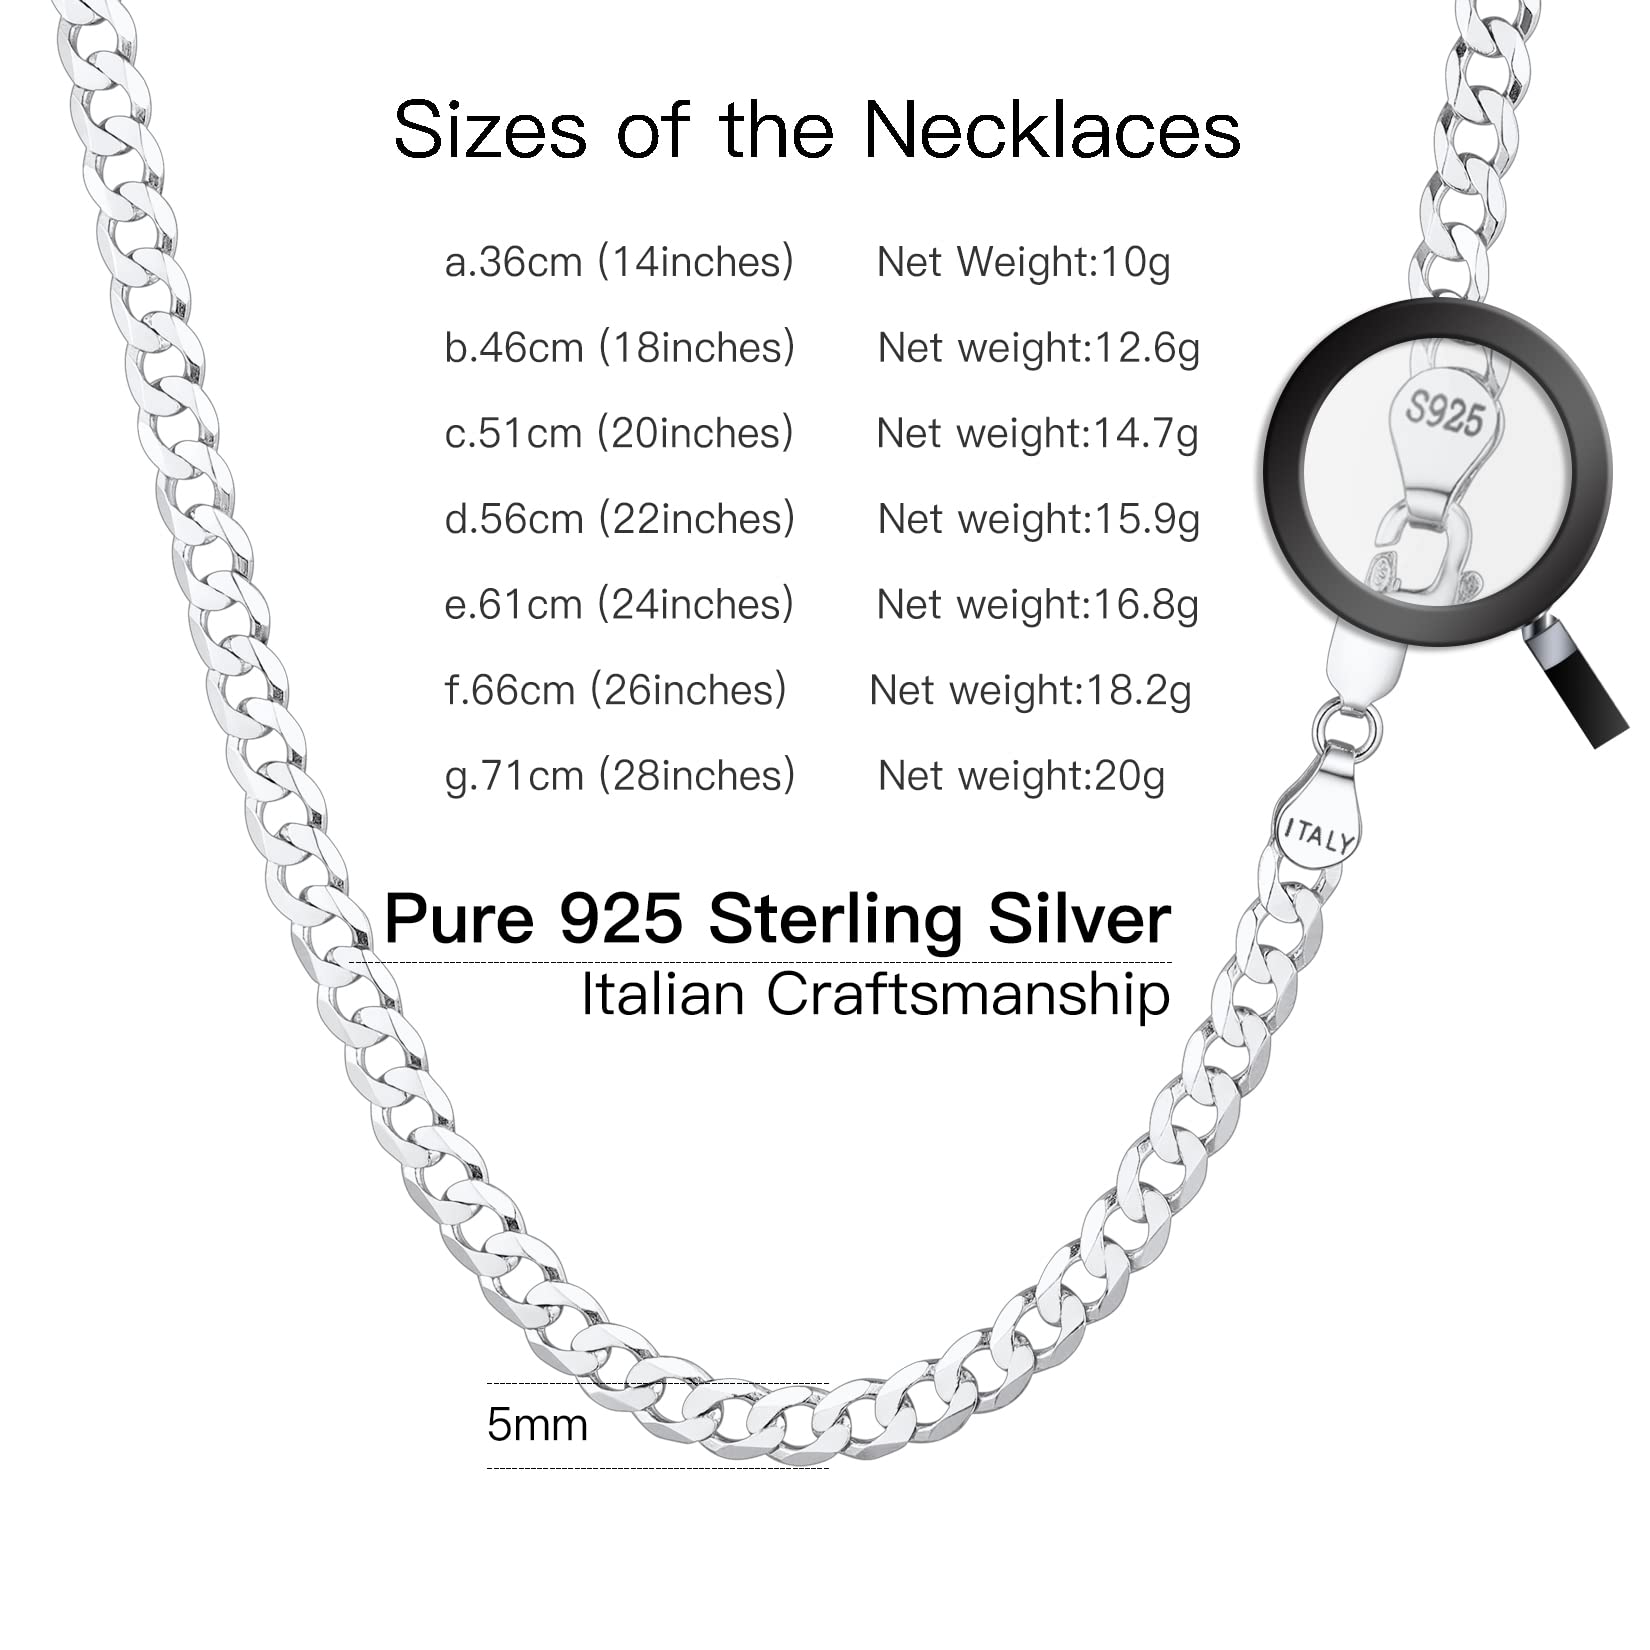 Sizes of the Necklaces
a.36cm (14inches) Net Weight:10g
b.46cm (18inches) Net weight:12.6g
c.51cm (20inches) Net weight:14.7g
d.56cm (22inches) Net weight:15.9g
e.61cm (24inches) Net weight:16.8g
f.66cm (26inches) Net weight:18.2g
g.71cm (28inches) Net weight:20g
S925
ITALY
Pure 925 Sterling Silver
Italian Craftsmanship
5mm